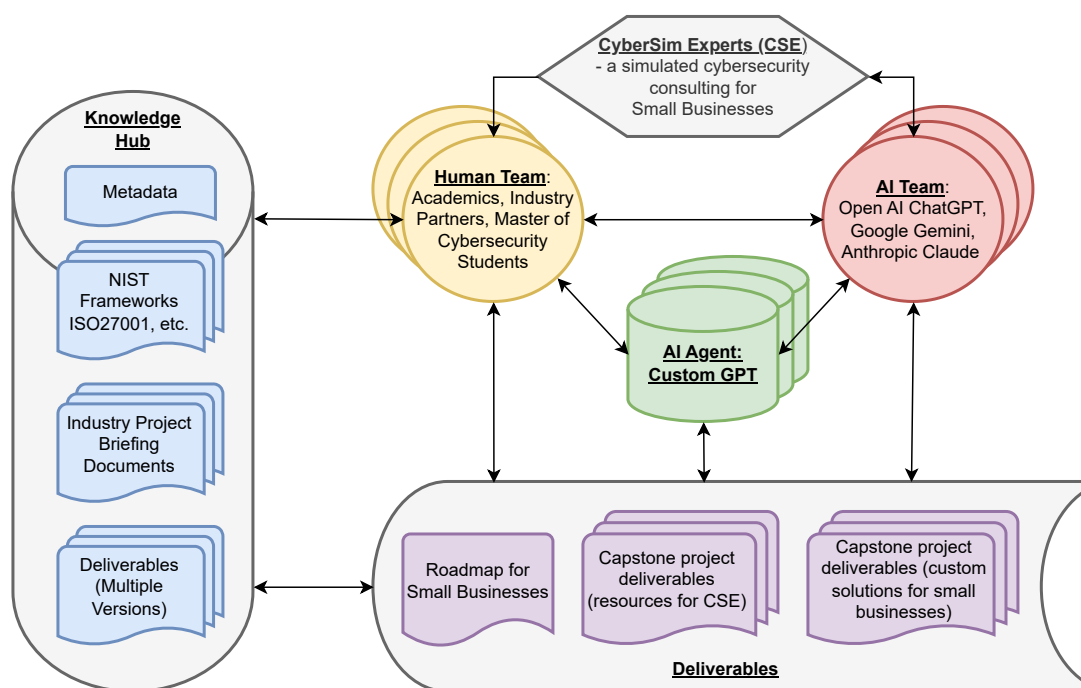 CyberSim Experts (CSE)
- a simulated cybersecurity
consulting for
Small Businesses
Knowledge
Hub
Metadata
NIST
Frameworks
ISO27001, etc.
Industry Project
Briefing
Documents
Deliverables
(Multiple
Versions)
Human Team:
Academics, Industry
Partners, Master of
Cybersecurity
Students
AI Team:
Open AI ChatGPT,
Google Gemini,
Anthropic Claude
AI Agent:
Custom GPT
Roadmap for
Small Businesses
Capstone project
deliverables
(resources for CSE)
Capstone project
deliverables (custom
solutions for small
businesses)
Deliverables